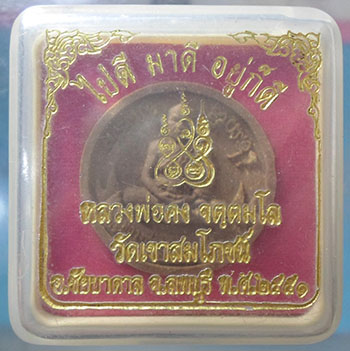 ไปดี มาดี อยู่ก็ดี
หลวงพ่อคง จตฺตมโล
วัดเขาสมโภชน์
อ.ชัยบาดาล จ.ลพบุรี พ.ศ.๒๕๕๑